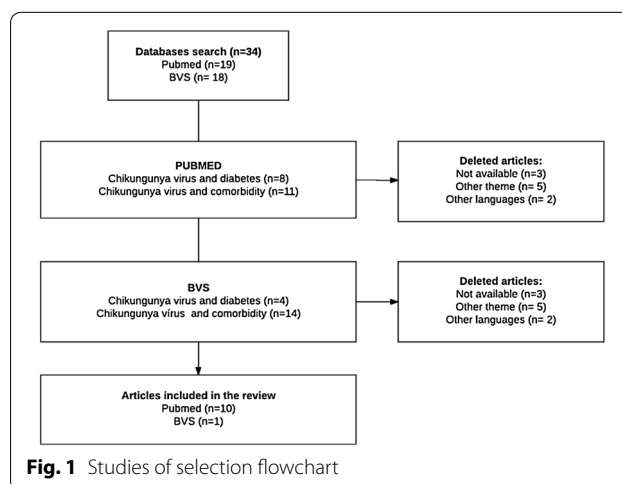 Databases search (n=34)
Pubmed (n=19)
BVS (n= 18)
PUBMED
Chikungunya virus and diabetes (n=8)
Chikungunya virus and comorbidity (n=11)
Deleted articles:
Not available (n=3)
Other theme (n= 5)
Other languages (n= 2)
BVS
Chikungunya virus and diabetes (n=4)
Chikungunya vírus  and comorbidity (n=14)
Deleted articles:
Not available (n=3)
Other theme (n= 5)
Other languages (n= 2)
Articles included in the review
Pubmed (n=10)
BVS (n=1)
Fig. 1 Studies of selection flowchart